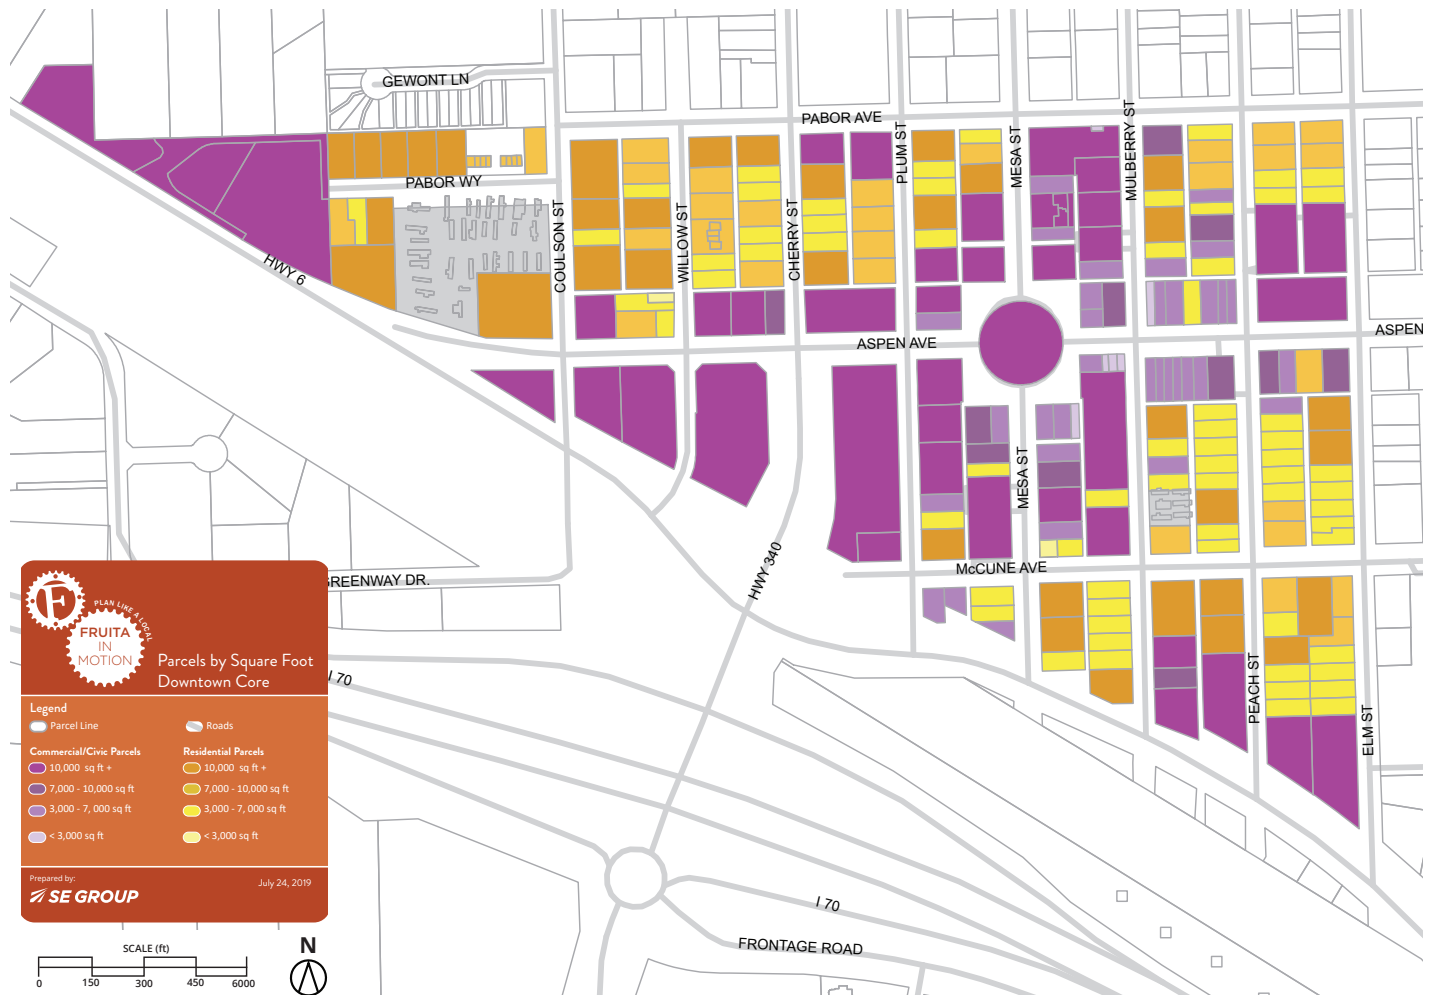 GEWONT LN
PABOR AVE
PABOR WY
PLUM ST
MESA ST
MULBERRY ST
COULSON ST
WILLOW ST
CHERRY ST
HWY 6
ASPEN AVE
ASPEN
MESA ST
HWY 340
McCUNE AVE
GREENWAY DR.
PEACH ST
ELM ST
I 70
I 70
FRONTAGE ROAD
F
PLAN LIKE A LOCAL
FRUITA
IN
MOTION
Parcels by Square Foot
Downtown Core
Legend
Parcel Line
Roads
Commercial/Civic Parcels
10,000 sq ft +
7,000 - 10,000 sq ft
3,000 - 7, 000 sq ft
< 3,000 sq ft
Residential Parcels
10,000 sq ft +
7,000 - 10,000 sq ft
3,000 - 7, 000 sq ft
< 3,000 sq ft
Prepared by:
SE GROUP
July 24, 2019
SCALE (ft)
0 150 300 450 6000
N